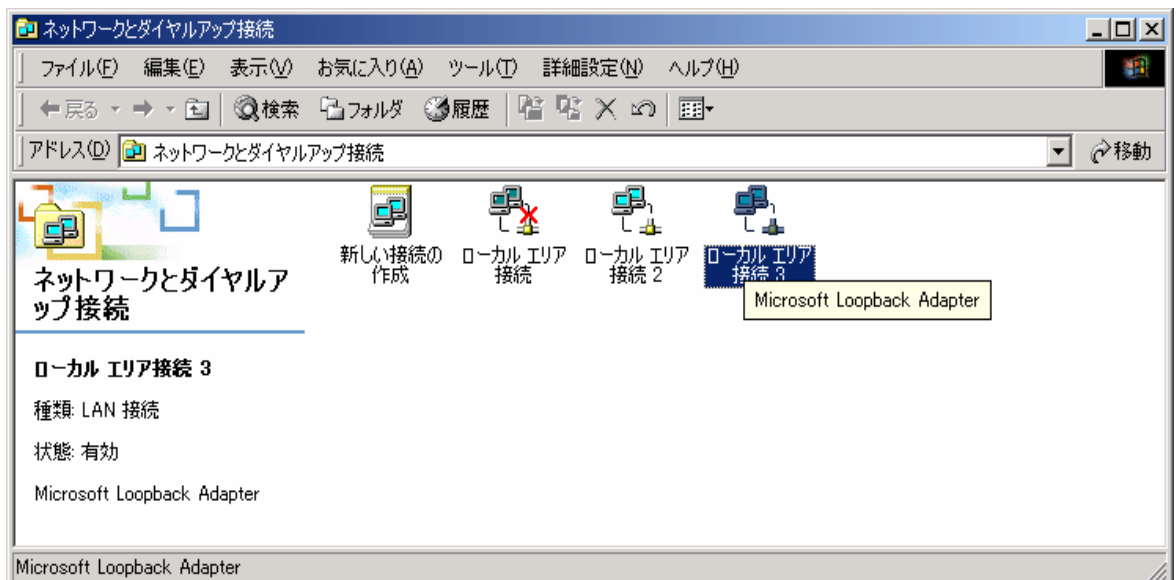 ネットワークとダイヤルアップ接続
ファイル(F) 編集(E) 表示(V) お気に入り(A) ツール(T) 詳細設定(N) ヘルプ(H)
戻る 検索 フォルダ 履歴
アドレス(D) ネットワークとダイヤルアップ接続 移動
新しい接続の
作成
ローカル エリア
接続
ローカル エリア
接続 2
ローカル エリア
接続 3
Microsoft Loopback Adapter
ネットワークとダイヤルア
ップ接続
ローカル エリア接続 3
種類: LAN 接続
状態: 有効
Microsoft Loopback Adapter
Microsoft Loopback Adapter